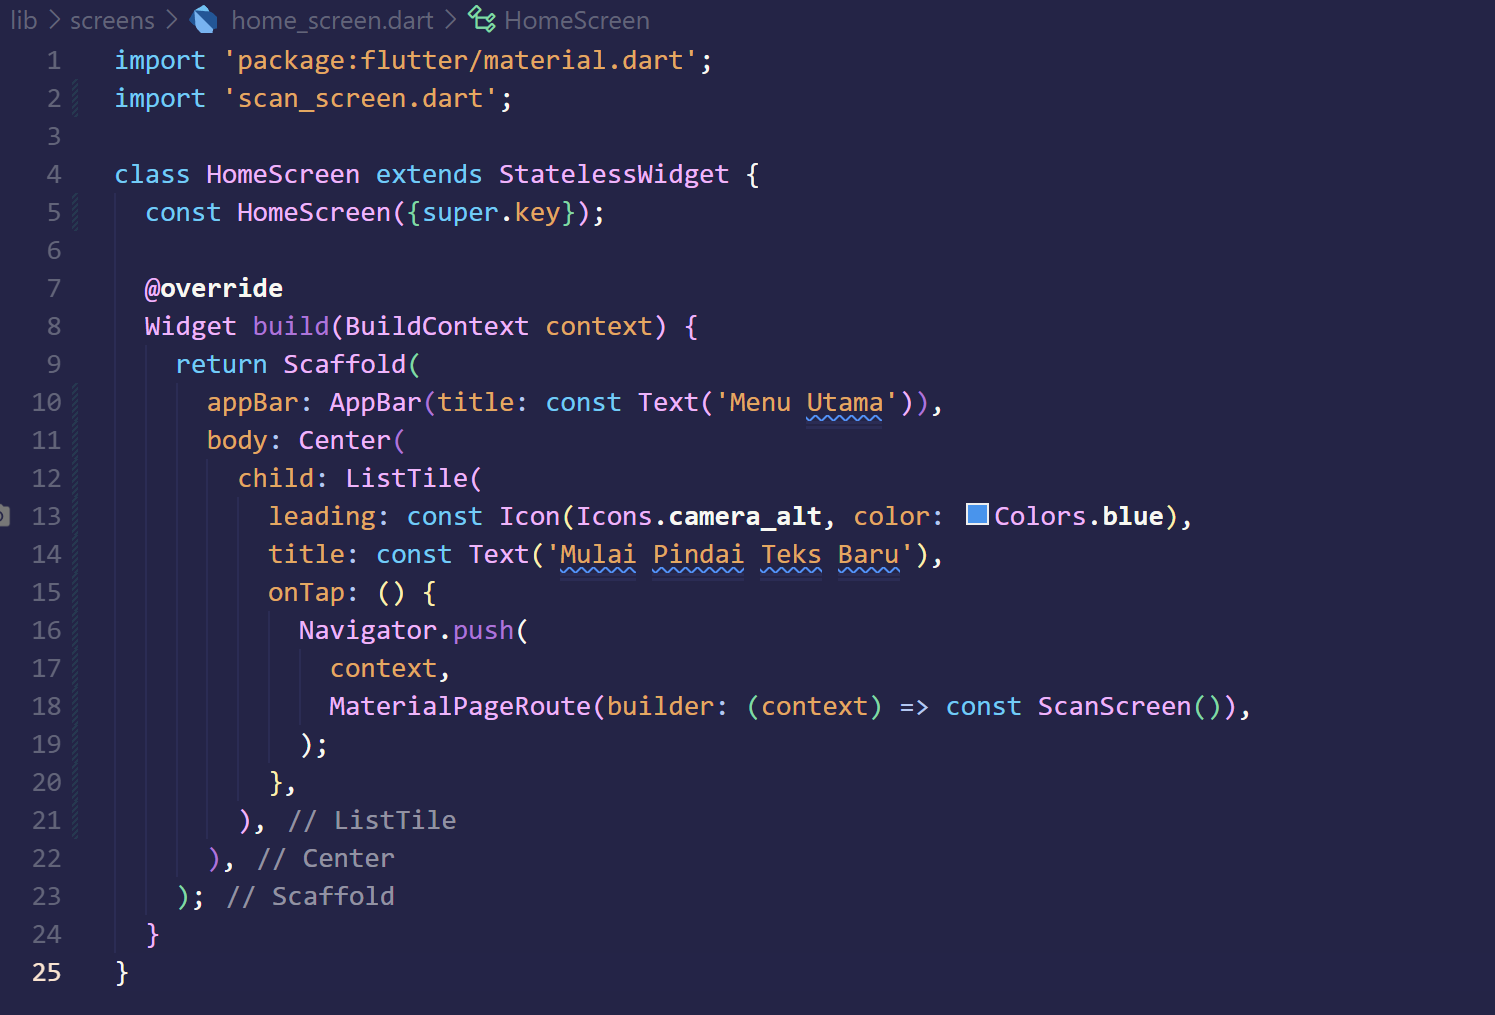 lib > screens > home_screen.dart > HomeScreen
1 import 'package:flutter/material.dart';
2 import 'scan_screen.dart';
3
4 class HomeScreen extends StatelessWidget {
5   const HomeScreen({super.key});
6
7   @override
8   Widget build(BuildContext context) {
9     return Scaffold(
10       appBar: AppBar(title: const Text('Menu Utama')),
11       body: Center(
12         child: ListTile(
13           leading: const Icon(Icons.camera_alt, color: Colors.blue),
14           title: const Text('Mulai Pindai Teks Baru'),
15           onTap: () {
16             Navigator.push(
17               context,
18               MaterialPageRoute(builder: (context) => const ScanScreen()),
19             );
20           },
21         ), // ListTile
22       ), // Center
23     ); // Scaffold
24   }
25 }